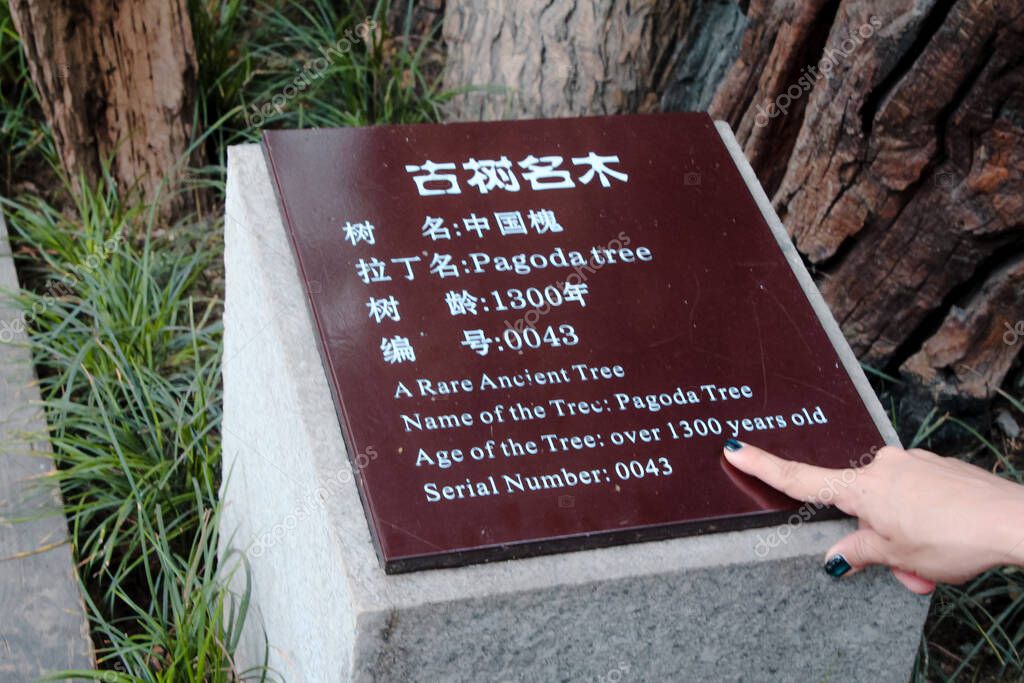 古树名木
树 名:中国槐
拉丁名:Pagoda tree
树 龄:1300年
编 号:0043
A Rare Ancient Tree
Name of the Tree: Pagoda Tree
Age of the Tree: over 1300 years old
Serial Number: 0043
depositphotos